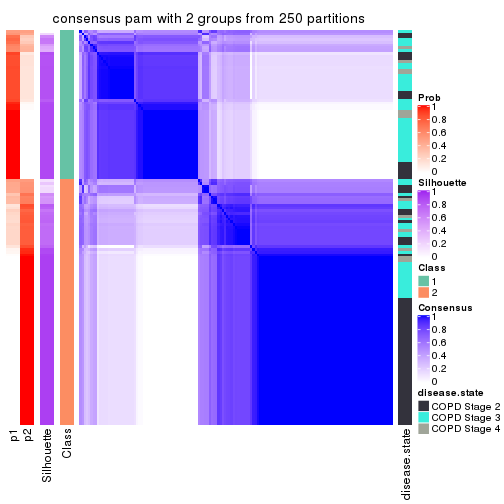 consensus pam with 2 groups from 250 partitions
Prob
1
0.8
0.6
0.4
0.2
0
Silhouette
1
0.8
0.6
0.4
0.2
0
Class
1
2
Consensus
1
0.8
0.6
0.4
0.2
0
disease.state
COPD Stage 2
COPD Stage 3
COPD Stage 4
p1
p2
Silhouette
Class
disease.state